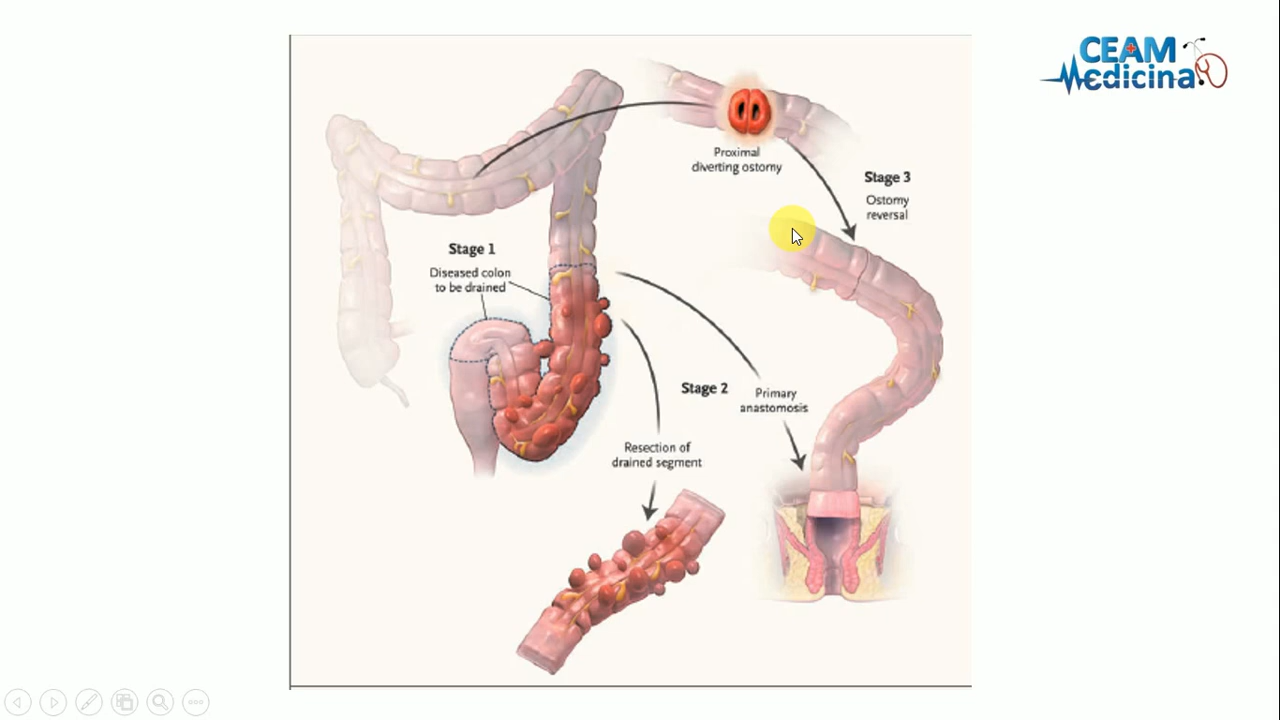 CEAM
Medicina
Proximal
diverting ostomy
Stage 3
Ostomy
reversal
Stage 1
Diseased colon
to be drained
Stage 2
Primary
anastomosis
Resection of
drained segment